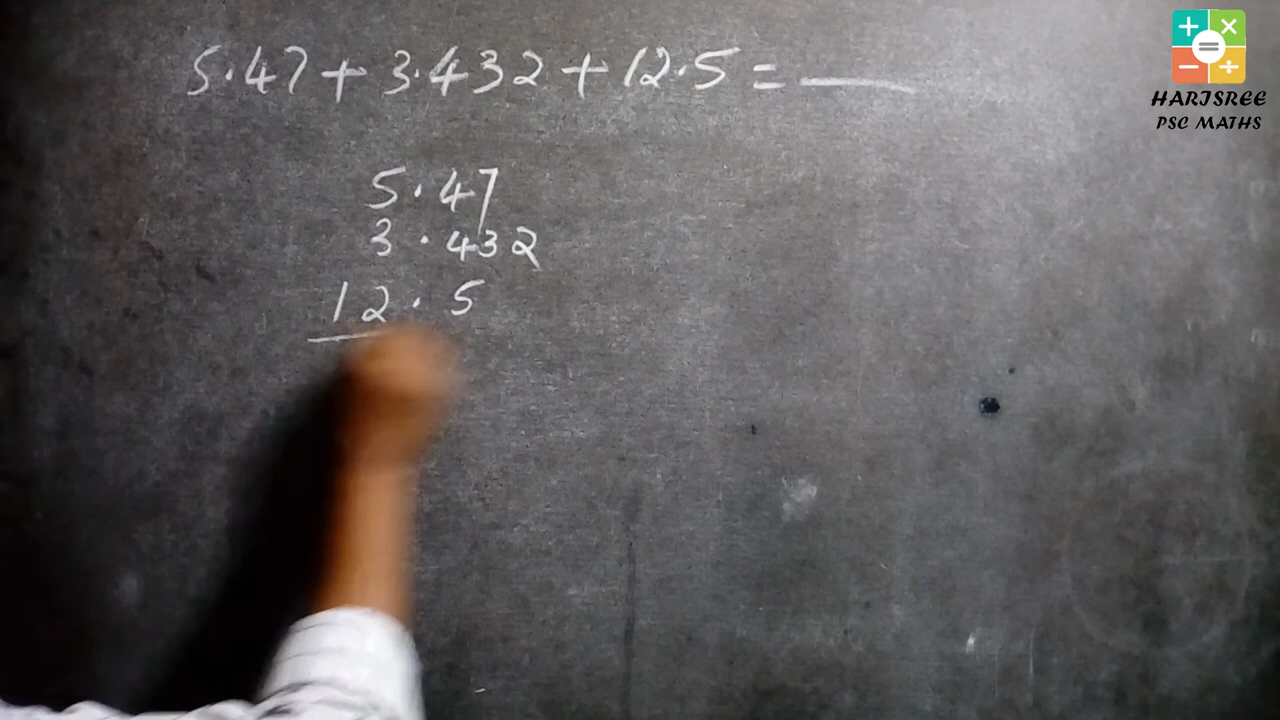 5.47 + 3.432 + 12.5 = ____
5.47
3.432
12.5
HARISREE
PSC MATHS